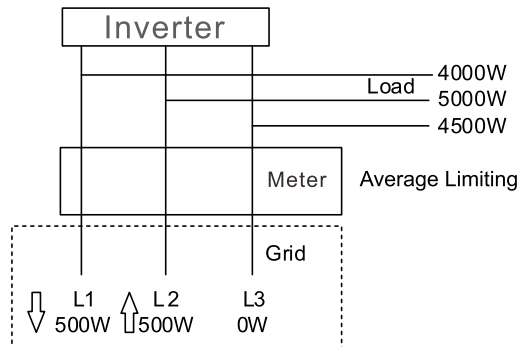 Inverter
4000W
Load
5000W
4500W
Meter
Average Limiting
Grid
L1
L2
L3
500W
500W
0W